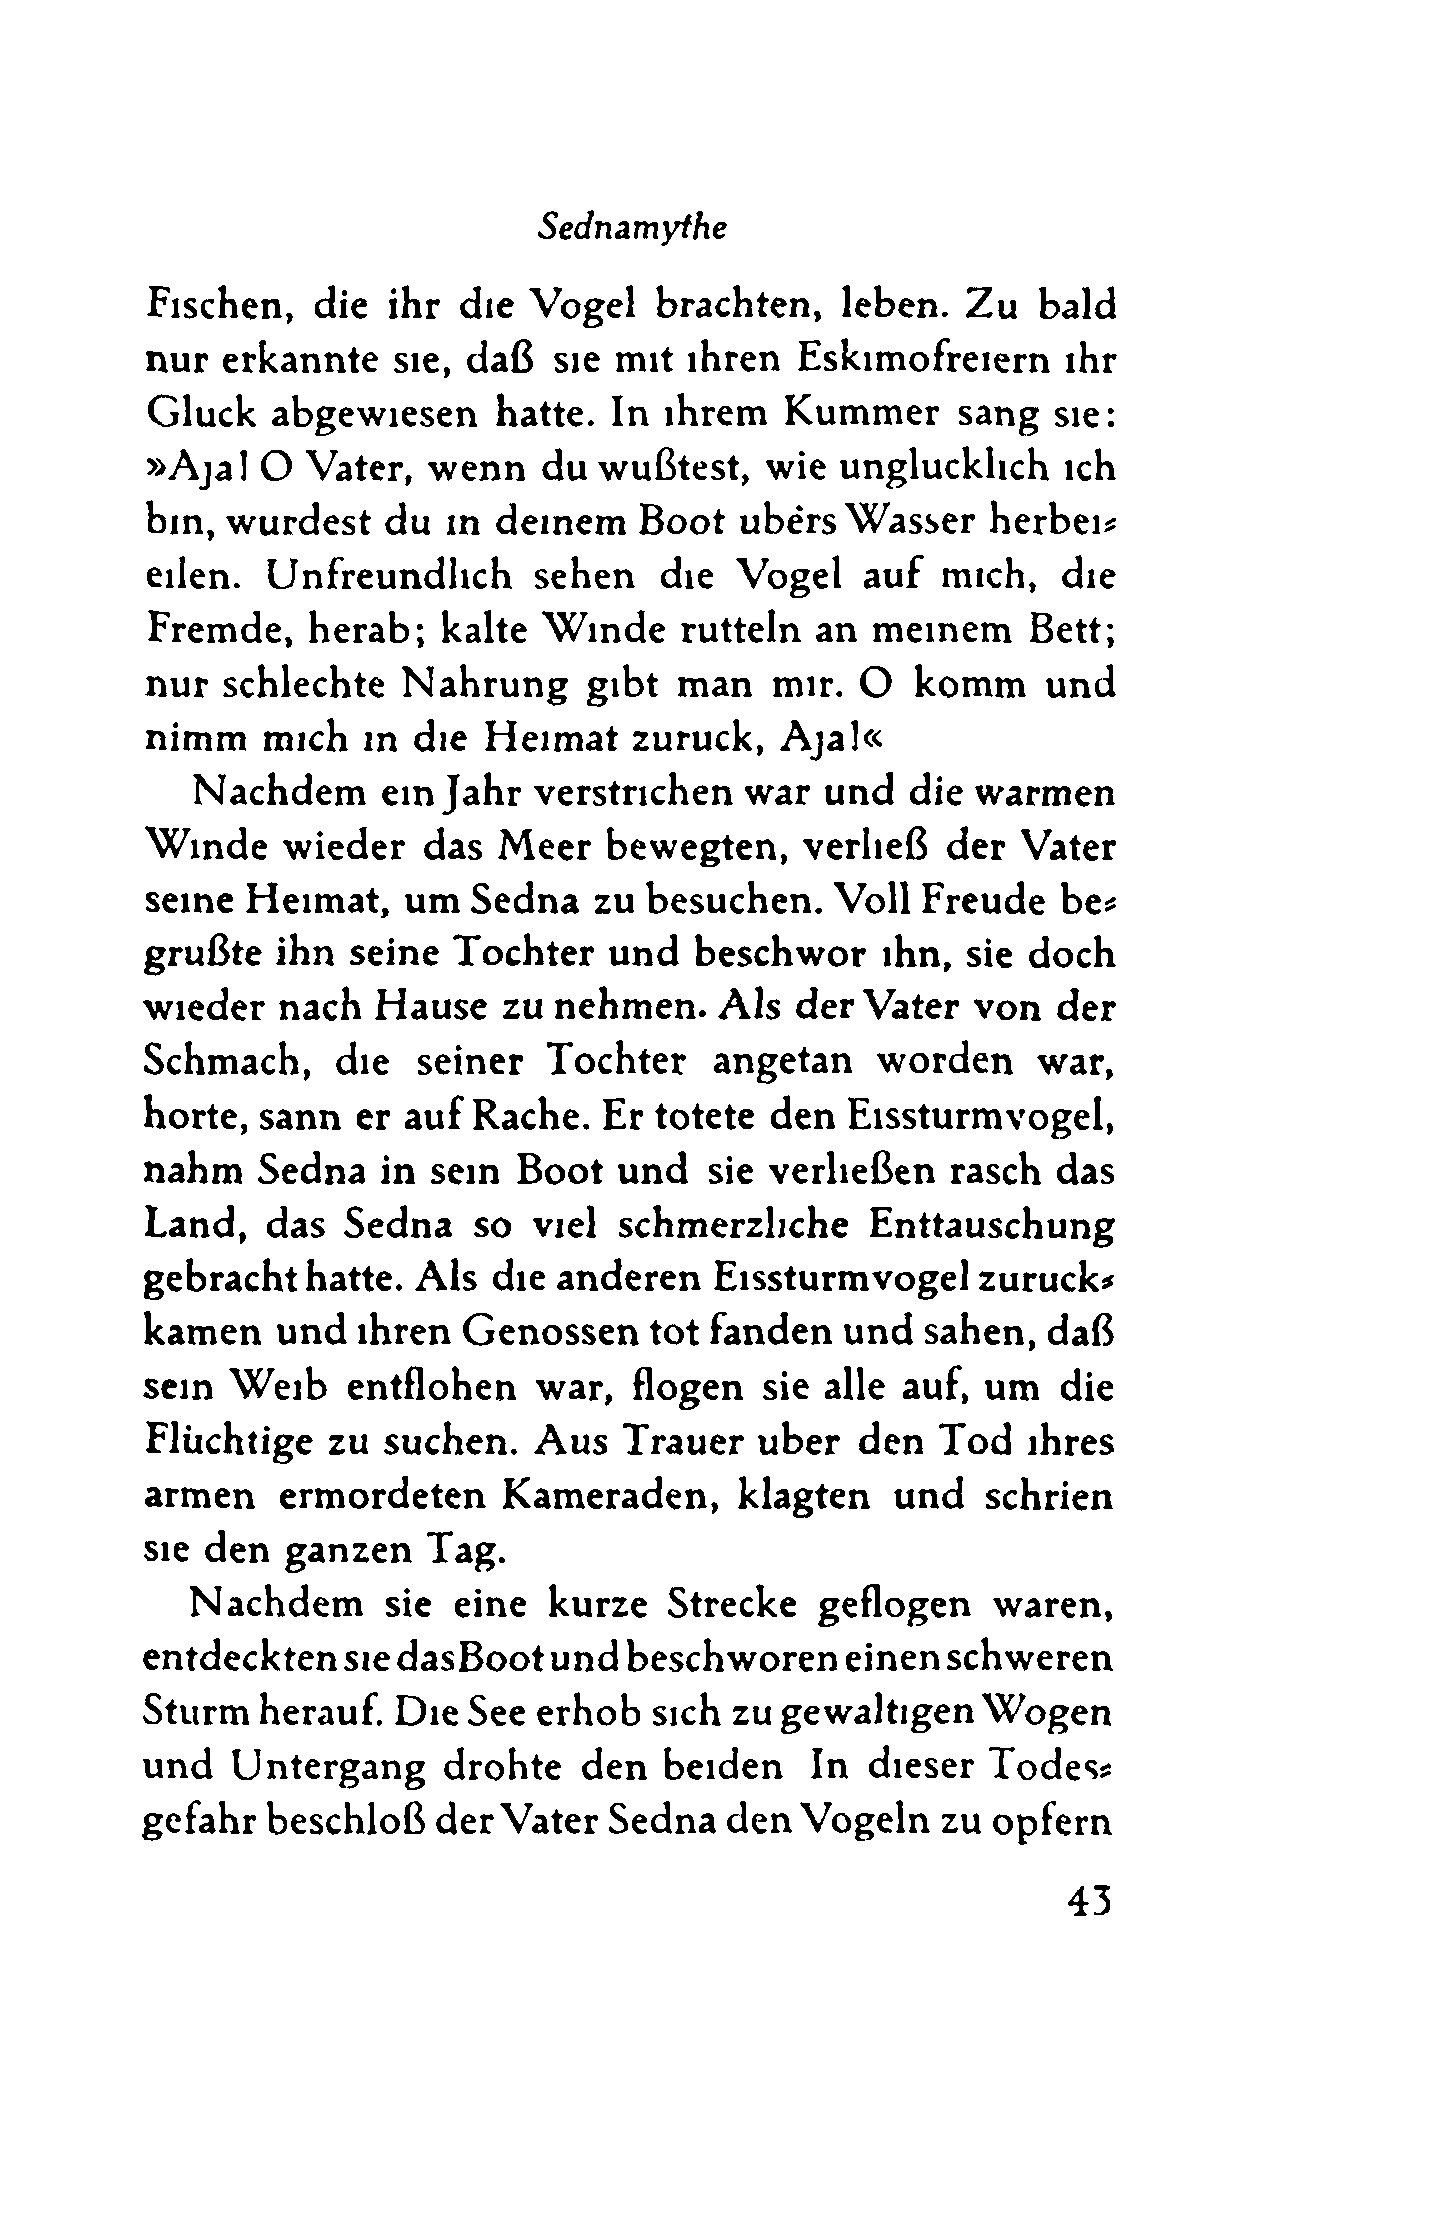 Sednamythe
Fischen, die ihr die Vogel brachten, leben. Zu bald
nur erkannte sie, daß sie mit ihren Eskimofreiern ihr
Gluck abgewiesen hatte. In ihrem Kummer sang sie:
»Aja! O Vater, wenn du wußtest, wie unglucklich ich
bin, wurdest du in deinem Boot ubers Wasser herbei-
eilen. Unfreundlich sehen die Vogel auf mich, die
Fremde, herab; kalte Winde rutteln an meinem Bett;
nur schlechte Nahrung gibt man mir. O komm und
nimm mich in die Heimat zuruck, Aja!«
Nachdem ein Jahr verstrichen war und die warmen
Winde wieder das Meer bewegten, verließ der Vater
seine Heimat, um Sedna zu besuchen. Voll Freude be-
grußte ihn seine Tochter und beschwor ihn, sie doch
wieder nach Hause zu nehmen. Als der Vater von der
Schmach, die seiner Tochter angetan worden war,
horte, sann er auf Rache. Er totete den Eissturmvogel,
nahm Sedna in sein Boot und sie verließen rasch das
Land, das Sedna so viel schmerzliche Enttauschung
gebracht hatte. Als die anderen Eissturmvogel zuruck-
kamen und ihren Genossen tot fanden und sahen, daß
sein Weib entflohen war, flogen sie alle auf, um die
Flüchtige zu suchen. Aus Trauer uber den Tod ihres
armen ermordeten Kameraden, klagten und schrien
sie den ganzen Tag.
Nachdem sie eine kurze Strecke geflogen waren,
entdeckten sie das Boot und beschworen einen schweren
Sturm herauf. Die See erhob sich zu gewaltigen Wogen
und Untergang drohte den beiden In dieser Todes-
gefahr beschloß der Vater Sedna den Vogeln zu opfern
43